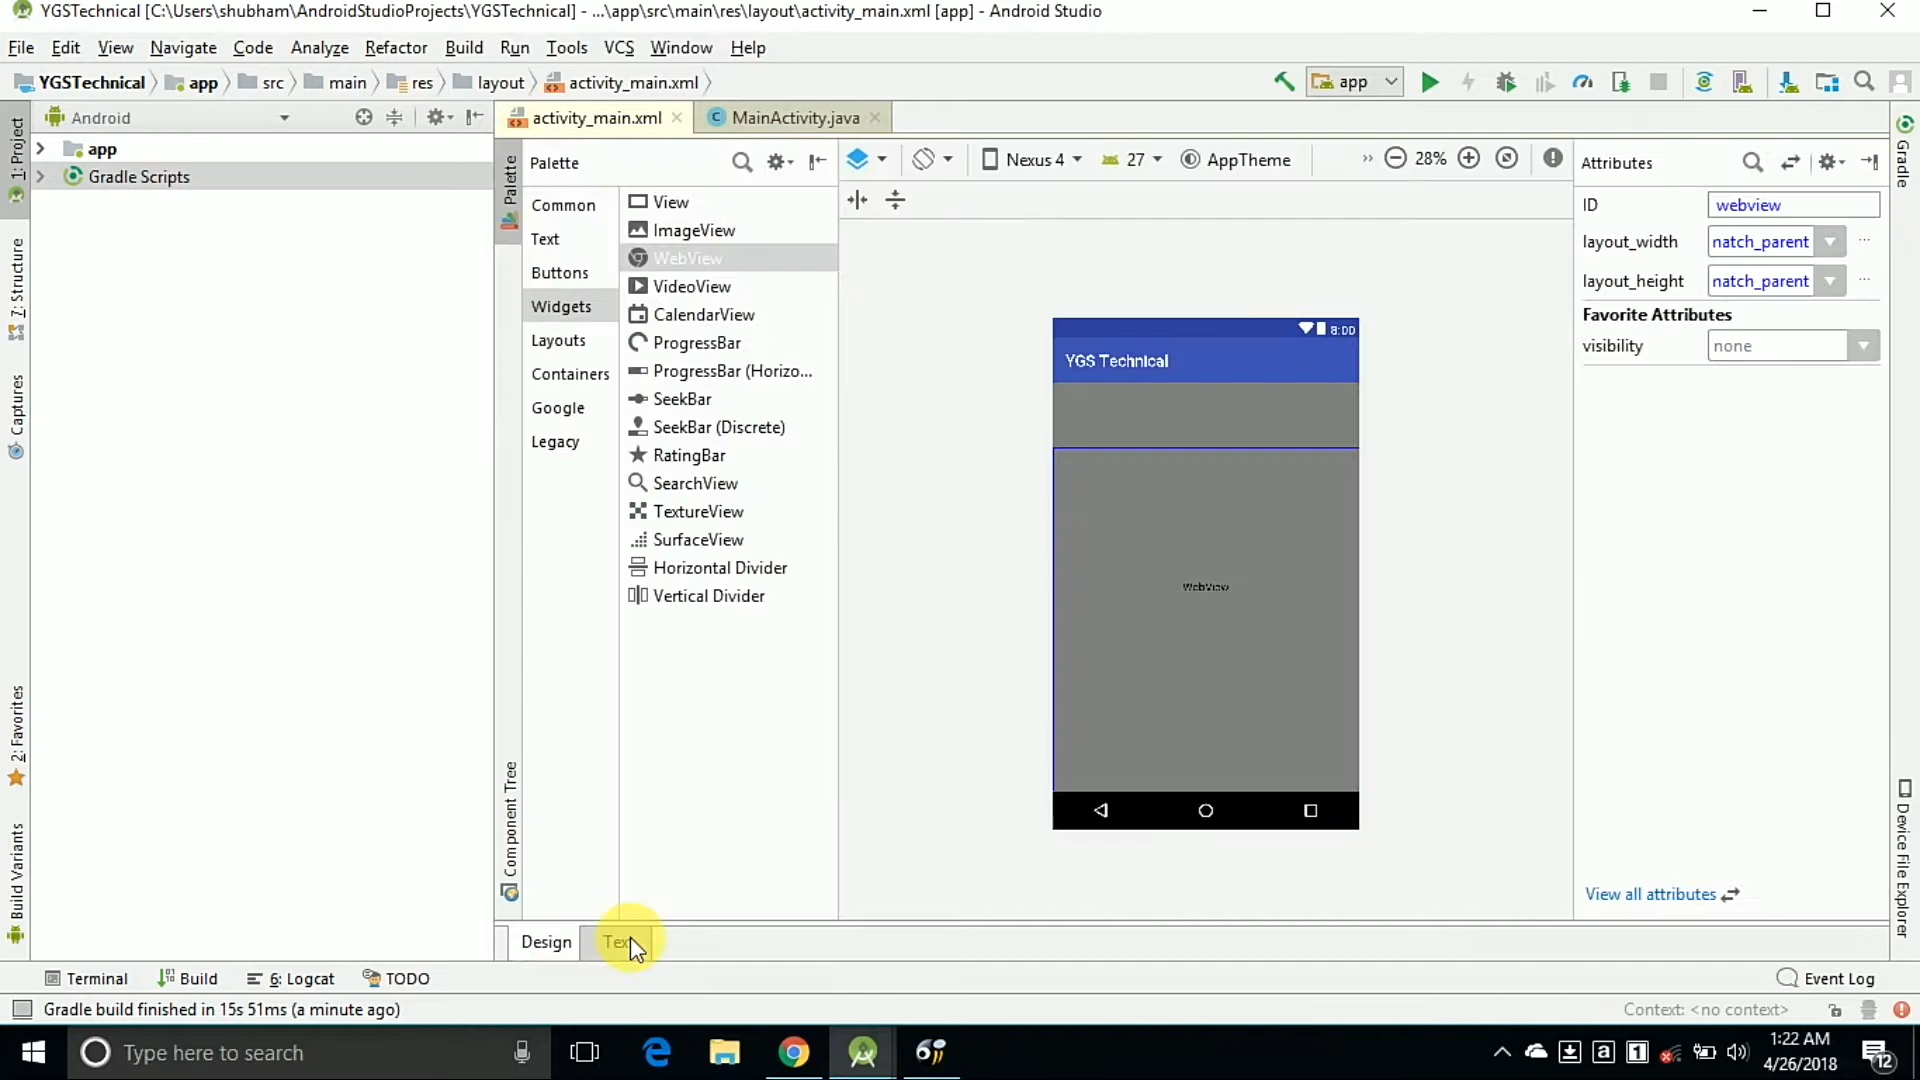 YGSTechnical [C:\Users\shubham\AndroidStudioProjects\YGSTechnical] - ...\app\src\main\res\layout\activity_main.xml [app] - Android Studio
File Edit View Navigate Code Analyze Refactor Build Run Tools VCS Window Help
YGSTechnical app src main res layout activity_main.xml
app
1: Project
7: Structure
Captures
2: Favorites
Build Variants
Android
app
Gradle Scripts
activity_main.xml
MainActivity.java
Palette
Component Tree
Palette
Common
Text
Buttons
Widgets
Layouts
Containers
Google
Legacy
View
ImageView
WebView
VideoView
CalendarView
ProgressBar
ProgressBar (Horizo...
SeekBar
SeekBar (Discrete)
RatingBar
SearchView
TextureView
SurfaceView
Horizontal Divider
Vertical Divider
Nexus 4 27 AppTheme » 28%
8:00
YGS Technical
WebView
Attributes
ID webview
layout_width natch_parent ...
layout_height natch_parent ...
Favorite Attributes
visibility none
View all attributes
Gradle
Device File Explorer
Design
Terminal Build 6: Logcat TODO Event Log
Gradle build finished in 15s 51ms (a minute ago)
Context: <no context>
Type here to search
1:22 AM
4/26/2018
12